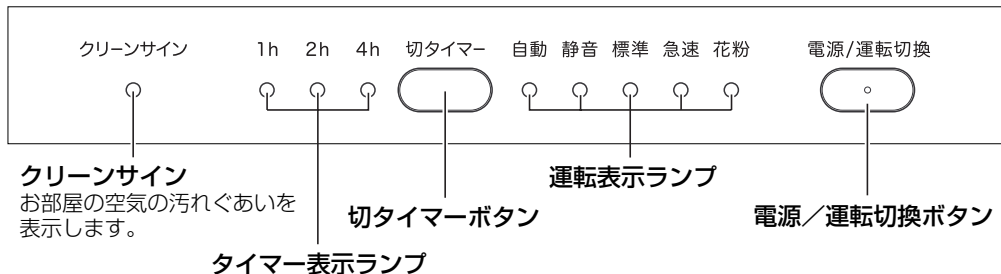 クリーンサイン 1h 2h 4h 切タイマー 自動 静音 標準 急速 花粉 電源/運転切換
クリーンサイン
お部屋の空気の汚れぐあいを
表示します。
タイマー表示ランプ
切タイマーボタン
運転表示ランプ
電源／運転切換ボタン